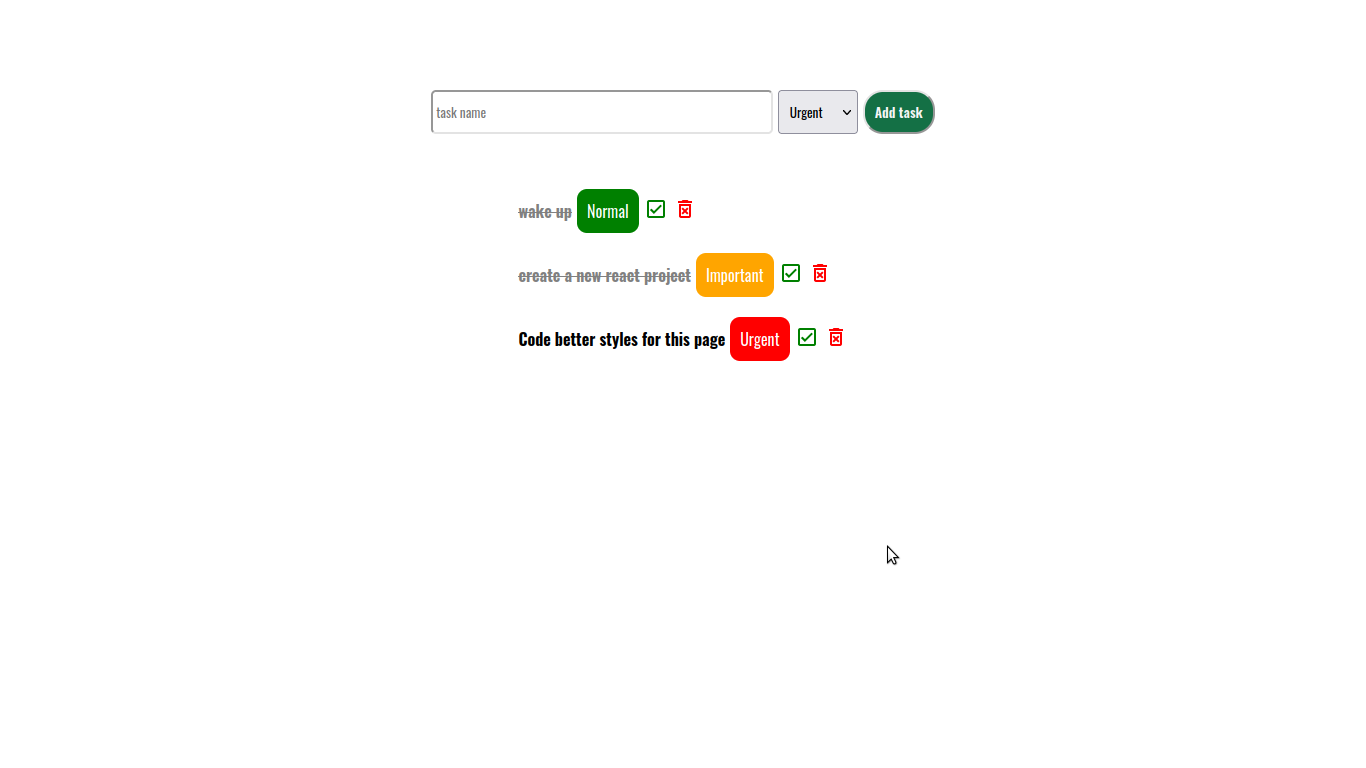 task name Urgent Add task
wake up Normal
create a new react project Important
Code better styles for this page Urgent